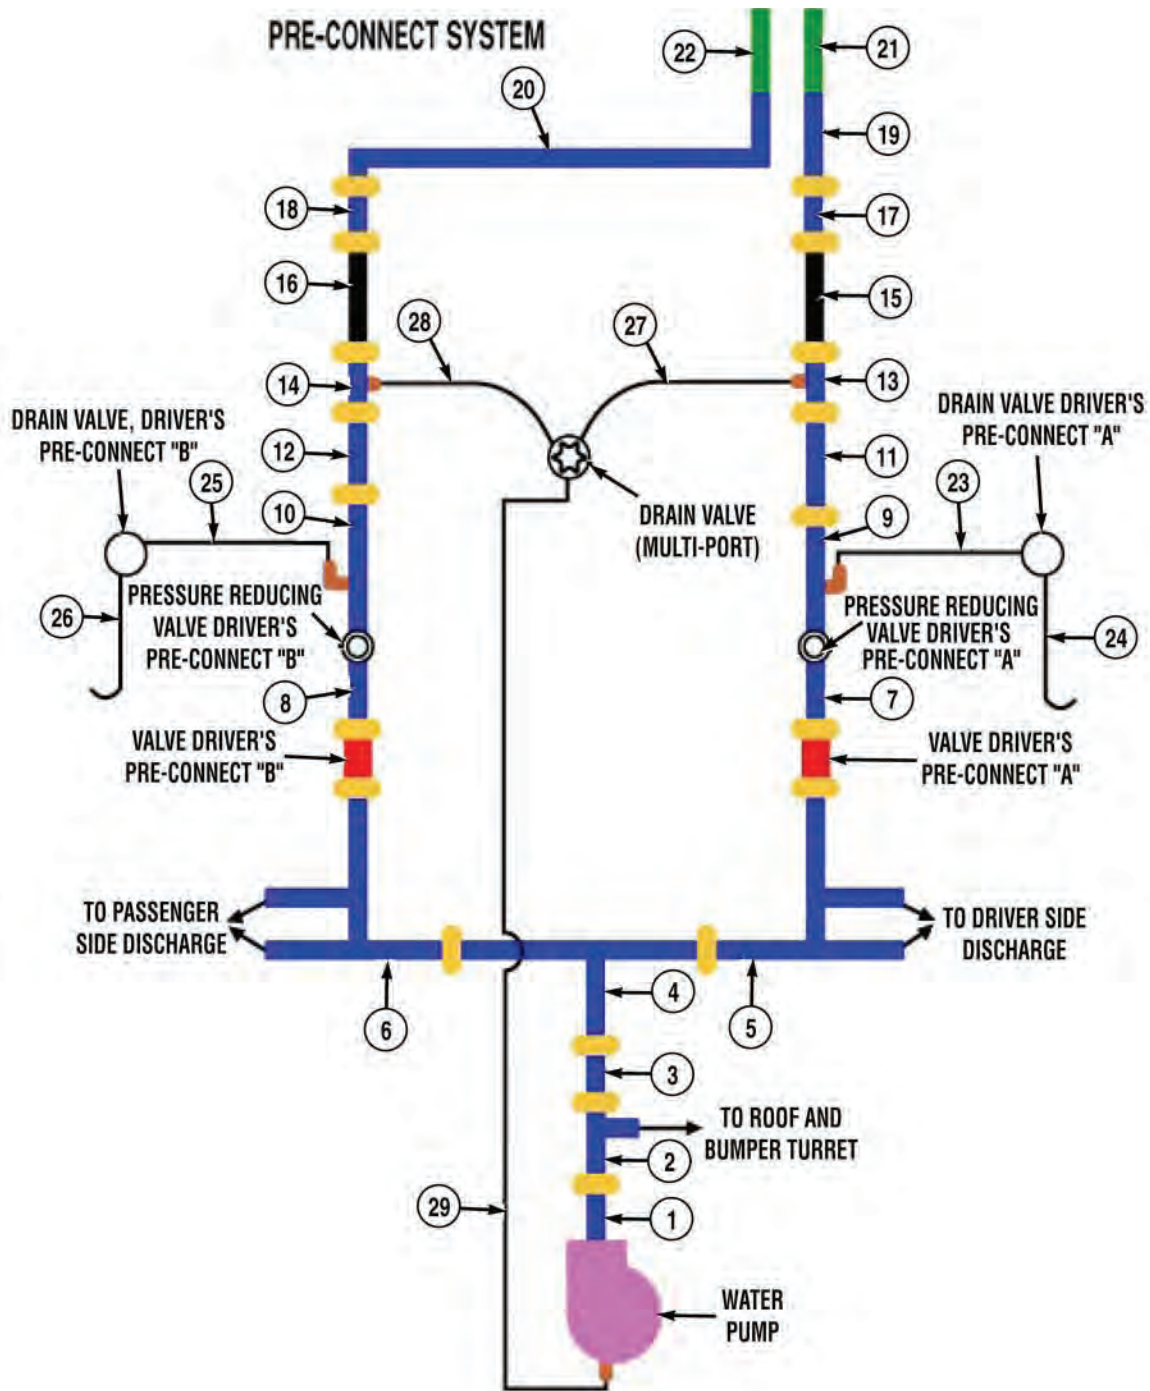 PRE-CONNECT SYSTEM
22
21
20
19
18
17
16
15
28
27
14
13
DRAIN VALVE, DRIVER'S
PRE-CONNECT "B"
DRAIN VALVE DRIVER'S
PRE-CONNECT "A"
12
11
25
23
10
9
DRAIN VALVE
(MULTI-PORT)
26
24
PRESSURE REDUCING
VALVE DRIVER'S
PRE-CONNECT "B"
PRESSURE REDUCING
VALVE DRIVER'S
PRE-CONNECT "A"
8
7
VALVE DRIVER'S
PRE-CONNECT "B"
VALVE DRIVER'S
PRE-CONNECT "A"
TO PASSENGER
SIDE DISCHARGE
TO DRIVER SIDE
DISCHARGE
6
4
5
3
TO ROOF AND
BUMPER TURRET
2
29
1
WATER
PUMP